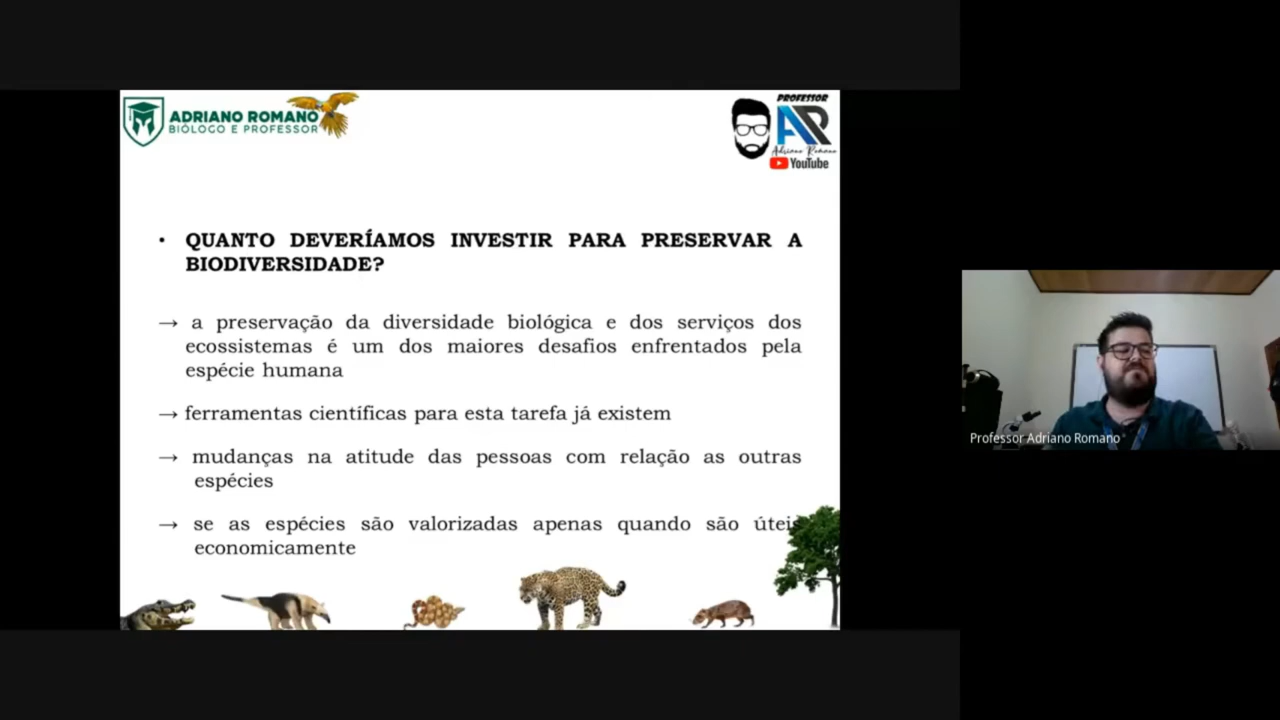 ADRIANO ROMANO
BIÓLOGO E PROFESSOR
PROFESSOR
AR
Adriano Romano
YouTube
• QUANTO DEVERÍAMOS INVESTIR PARA PRESERVAR A
BIODIVERSIDADE?
→ a preservação da diversidade biológica e dos serviços dos
ecossistemas é um dos maiores desafios enfrentados pela
espécie humana
→ ferramentas científicas para esta tarefa já existem
→ mudanças na atitude das pessoas com relação as outras
espécies
→ se as espécies são valorizadas apenas quando são úteis
economicamente
Professor Adriano Romano